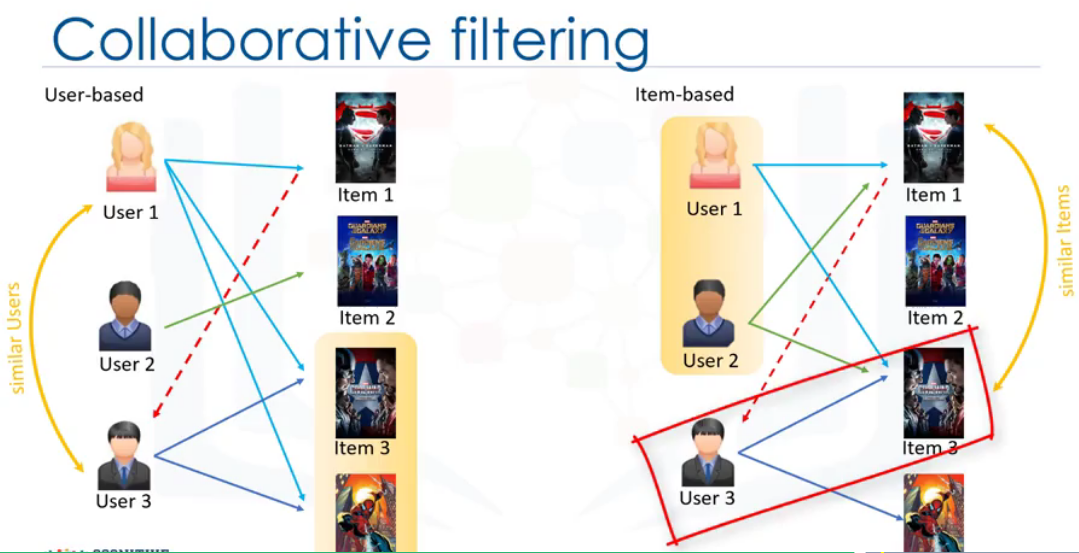 Collaborative filtering
User-based
Item 1
User 1
Item 2
User 2
similar Users
Item 3
User 3
Item-based
Item 1
User 1
Item 2
User 2
similar Items
Item 3
User 3